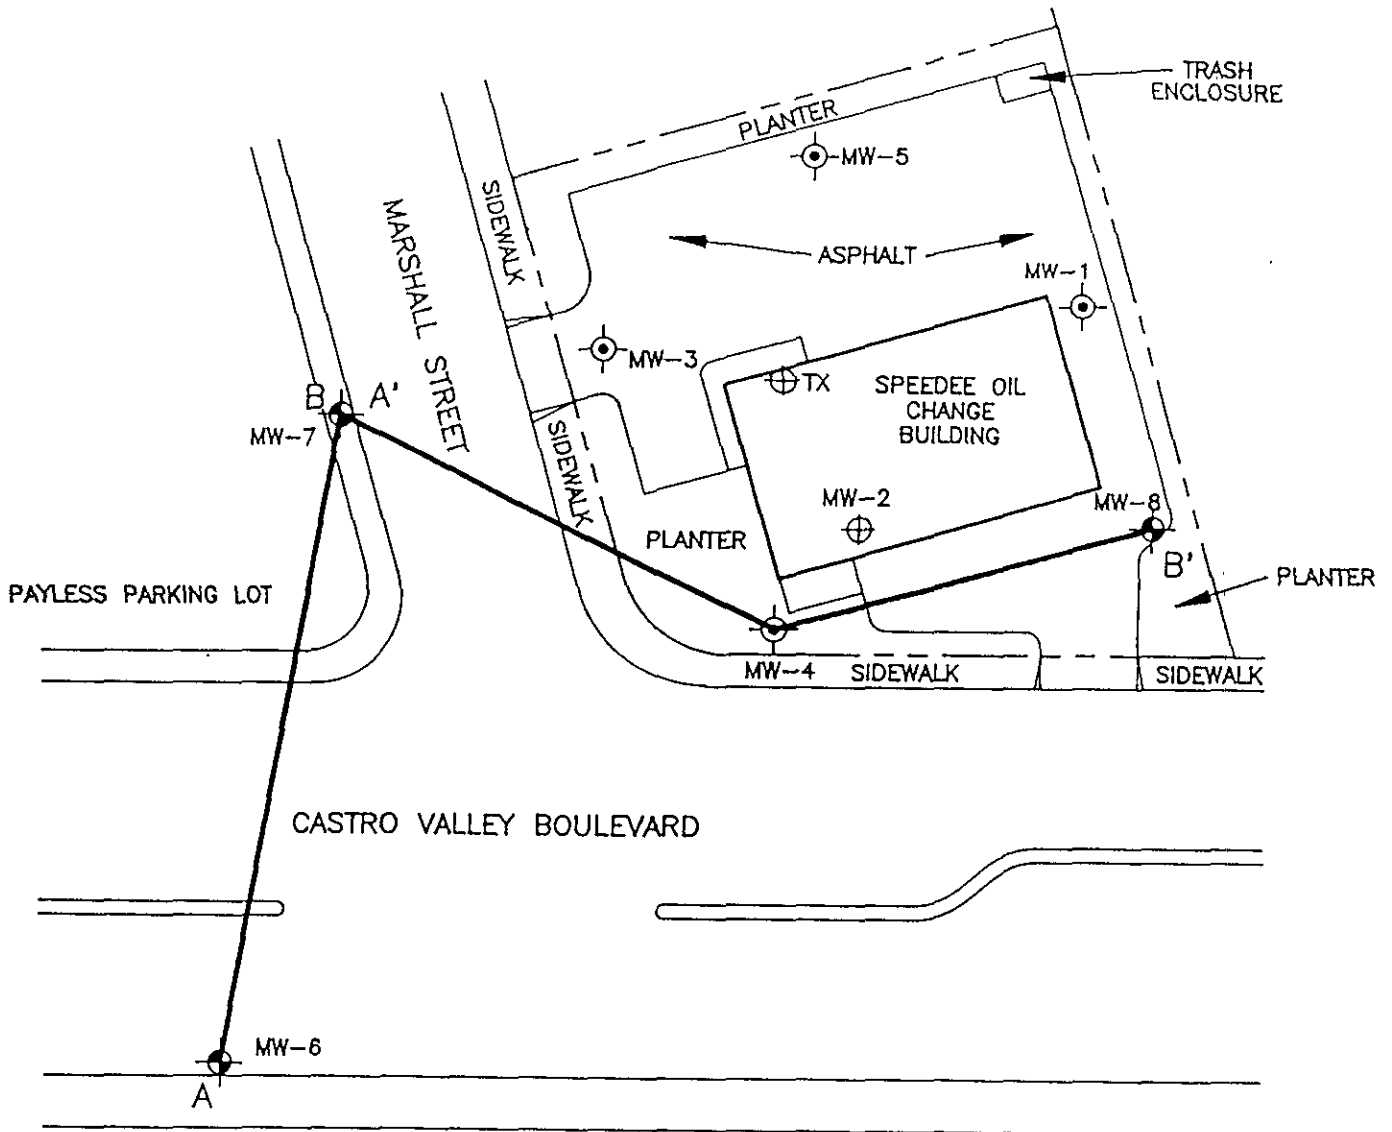 TRASH
ENCLOSURE
PLANTER
MW-5
SIDEWALK
MARSHALL STREET
ASPHALT
MW-1
MW-3
TX
SPEEDEE OIL
CHANGE
BUILDING
B A'
MW-7
SIDEWALK
MW-2
MW-8
PLANTER
B'
PLANTER
PAYLESS PARKING LOT
MW-4
SIDEWALK
SIDEWALK
CASTRO VALLEY BOULEVARD
MW-6
A